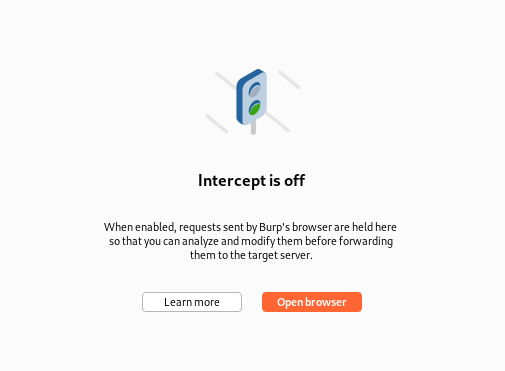 Intercept is off
When enabled, requests sent by Burp's browser are held here
so that you can analyze and modify them before forwarding
them to the target server.
Learn more
Open browser